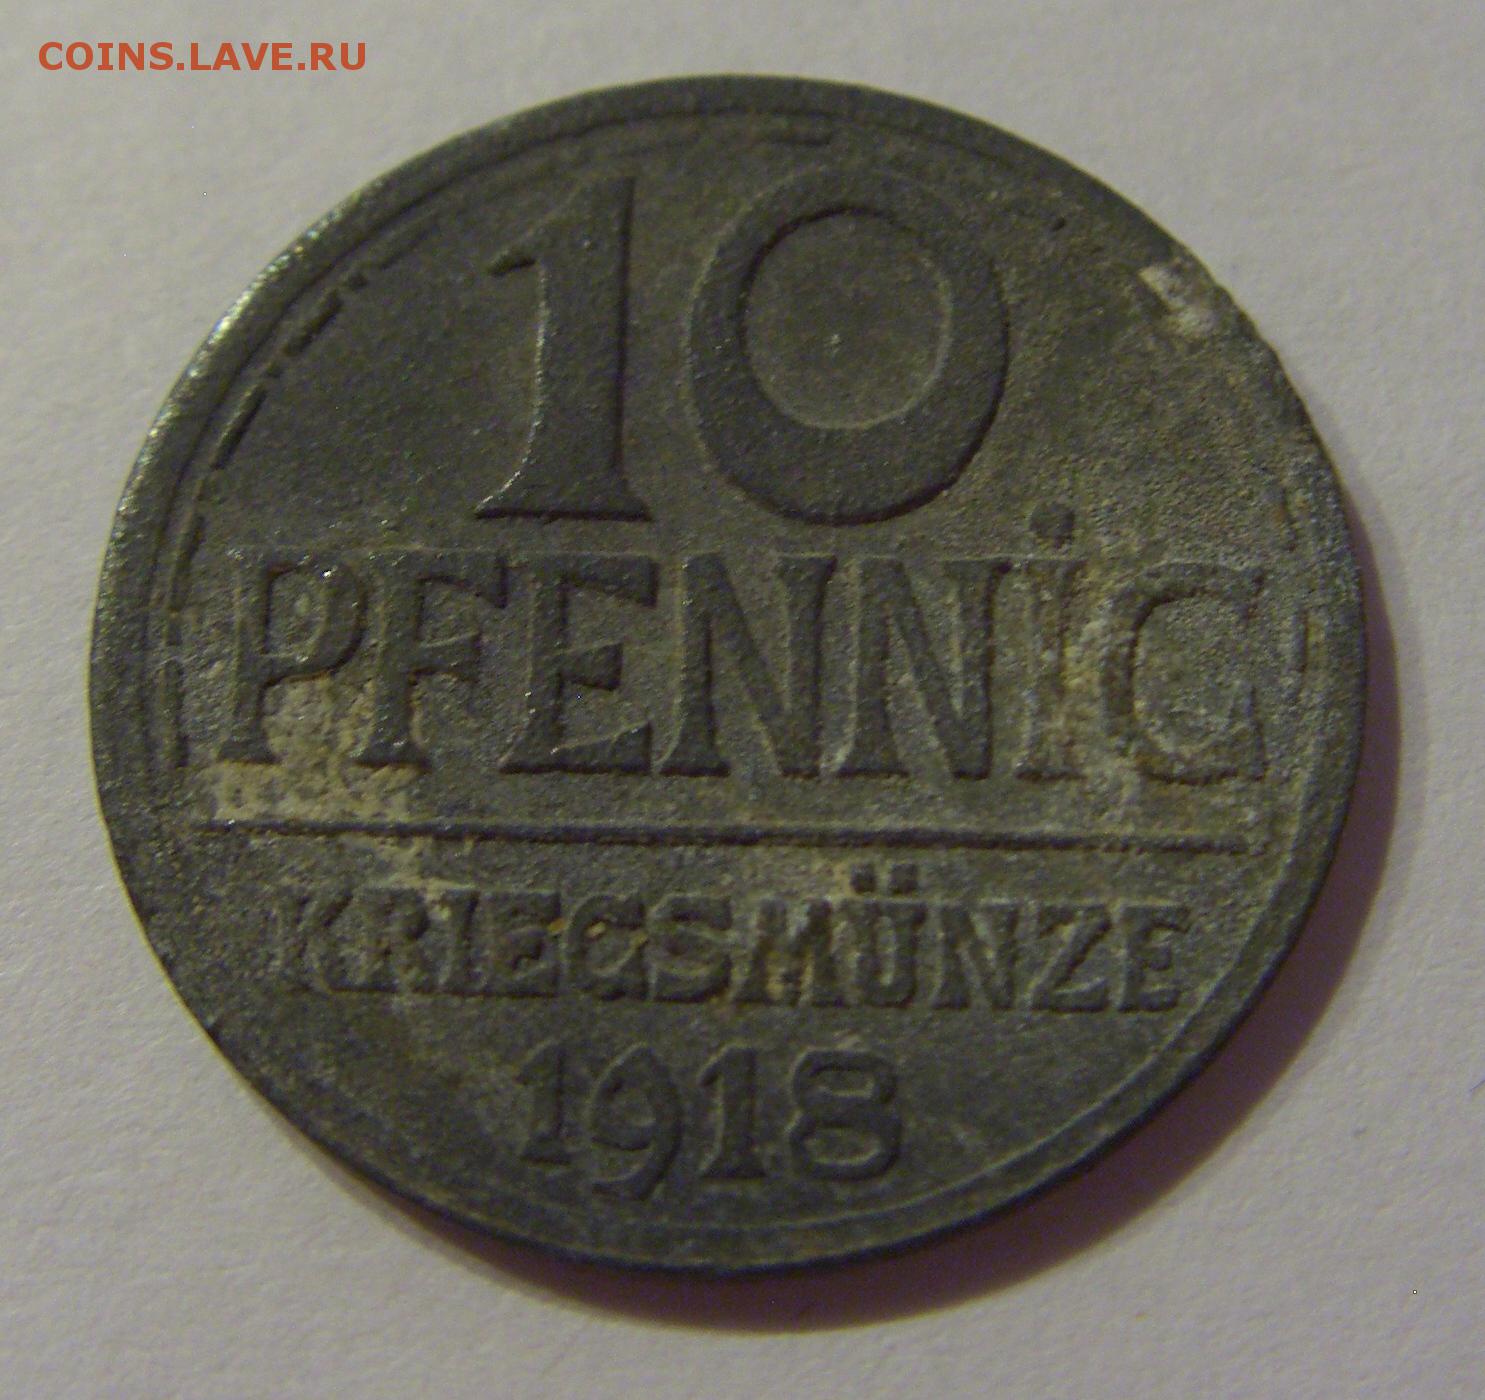 COINS.LAVE.RU
10
PFENNiG
KRIEGSMÜNZE
1918